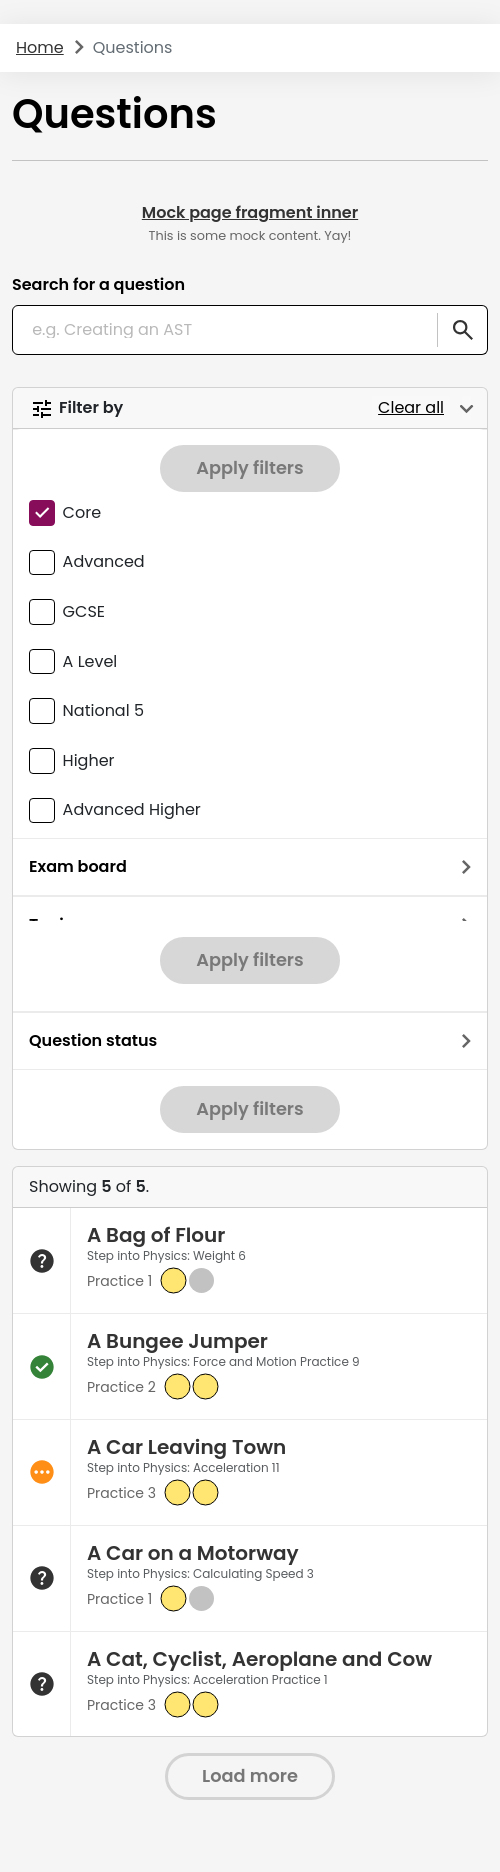 Home > Questions
Questions
Mock page fragment inner
This is some mock content. Yay!
Search for a question
e.g. Creating an AST
Filter by Clear all
Apply filters
Core
Advanced
GCSE
A Level
National 5
Higher
Advanced Higher
Exam board
Apply filters
Question status
Apply filters
Showing 5 of 5.
A Bag of Flour
Step into Physics: Weight 6
Practice 1
A Bungee Jumper
Step into Physics: Force and Motion Practice 9
Practice 2
A Car Leaving Town
Step into Physics: Acceleration 11
Practice 3
A Car on a Motorway
Step into Physics: Calculating Speed 3
Practice 1
A Cat, Cyclist, Aeroplane and Cow
Step into Physics: Acceleration Practice 1
Practice 3
Load more